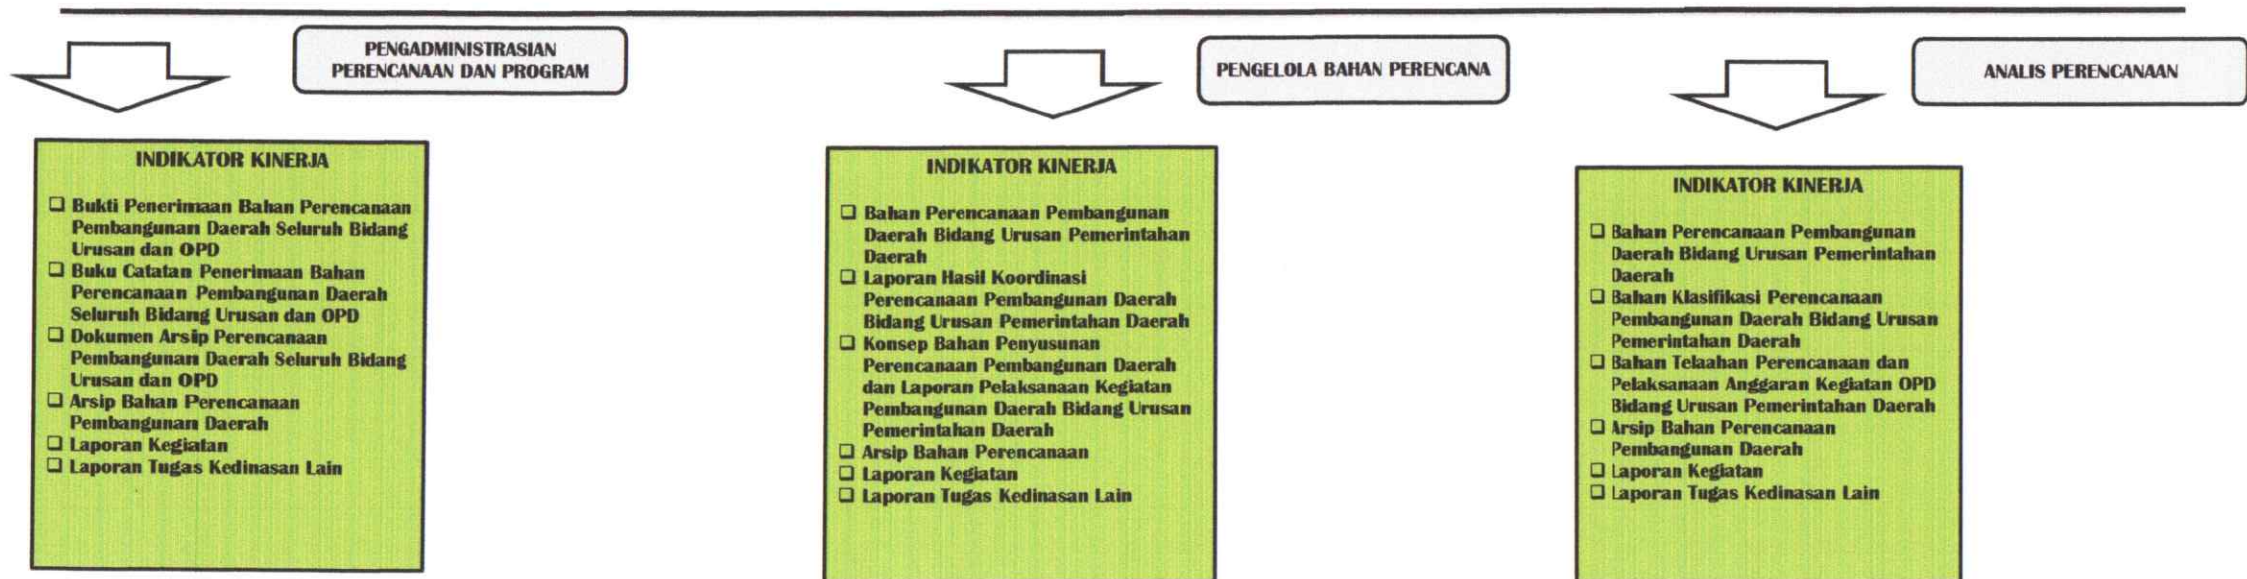 PENGADMINISTRASIAN
PERENCANAAN DAN PROGRAM
INDIKATOR KINERJA
❑ Bukti Penerimaan Bahan Perencanaan
Pembangunan Daerah Seluruh Bidang
Urusan dan OPD
❑ Buku Catatan Penerimaan Bahan
Perencanaan Pembangunan Daerah
Seluruh Bidang Urusan dan OPD
❑ Dokumen Arsip Perencanaan
Pembangunan Daerah Seluruh Bidang
Urusan dan OPD
❑ Arsip Bahan Perencanaan
Pembangunan Daerah
❑ Laporan Kegiatan
❑ Laporan Tugas Kedinasan Lain
PENGELOLA BAHAN PERENCANA
INDIKATOR KINERJA
❑ Bahan Perencanaan Pembangunan
Daerah Bidang Urusan Pemerintahan
Daerah
❑ Laporan Hasil Koordinasi
Perencanaan Pembangunan Daerah
Bidang Urusan Pemerintahan Daerah
❑ Konsep Bahan Penyusunan
Perencanaan Pembangunan Daerah
dan Laporan Pelaksanaan Kegiatan
Pembangunan Daerah Bidang Urusan
Pemerintahan Daerah
❑ Arsip Bahan Perencanaan
❑ Laporan Kegiatan
❑ Laporan Tugas Kedinasan Lain
ANALIS PERENCANAAN
INDIKATOR KINERJA
❑ Bahan Perencanaan Pembangunan
Daerah Bidang Urusan Pemerintahan
Daerah
❑ Bahan Klasifikasi Perencanaan
Pembangunan Daerah Bidang Urusan
Pemerintahan Daerah
❑ Bahan Telaahan Perencanaan dan
Pelaksanaan Anggaran Kegiatan OPD
Bidang Urusan Pemerintahan Daerah
❑ Arsip Bahan Perencanaan
Pembangunan Daerah
❑ Laporan Kegiatan
❑ Laporan Tugas Kedinasan Lain